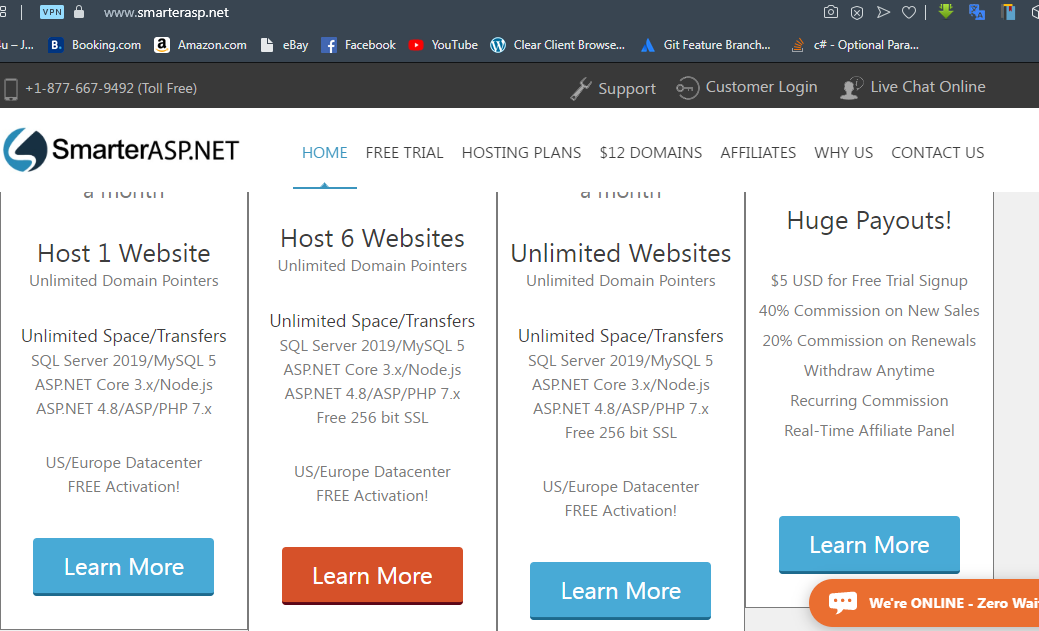 VPN
www.smarterasp.net
u – J...
B. Booking.com
a Amazon.com
eBay
Facebook
YouTube
Clear Client Browse...
Git Feature Branch...
c# - Optional Para...
+1-877-667-9492 (Toll Free)
Support
Customer Login
Live Chat Online
SmarterASP.NET
HOME
FREE TRIAL
HOSTING PLANS
$12 DOMAINS
AFFILIATES
WHY US
CONTACT US
a month
Host 1 Website
Unlimited Domain Pointers
Unlimited Space/Transfers
SQL Server 2019/MySQL 5
ASP.NET Core 3.x/Node.js
ASP.NET 4.8/ASP/PHP 7.x
US/Europe Datacenter
FREE Activation!
Learn More
Host 6 Websites
Unlimited Domain Pointers
Unlimited Space/Transfers
SQL Server 2019/MySQL 5
ASP.NET Core 3.x/Node.js
ASP.NET 4.8/ASP/PHP 7.x
Free 256 bit SSL
US/Europe Datacenter
FREE Activation!
Learn More
a month
Unlimited Websites
Unlimited Domain Pointers
Unlimited Space/Transfers
SQL Server 2019/MySQL 5
ASP.NET Core 3.x/Node.js
ASP.NET 4.8/ASP/PHP 7.x
Free 256 bit SSL
US/Europe Datacenter
FREE Activation!
Learn More
Huge Payouts!
$5 USD for Free Trial Signup
40% Commission on New Sales
20% Commission on Renewals
Withdraw Anytime
Recurring Commission
Real-Time Affiliate Panel
Learn More
We're ONLINE - Zero Wai